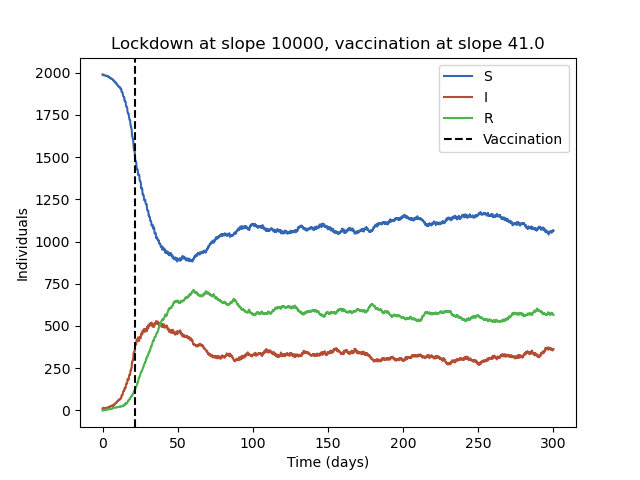 Lockdown at slope 10000, vaccination at slope 41.0
S
I
R
Vaccination
Individuals
2000
1750
1500
1250
1000
750
500
250
0
0
50
100
150
200
250
300
Time (days)